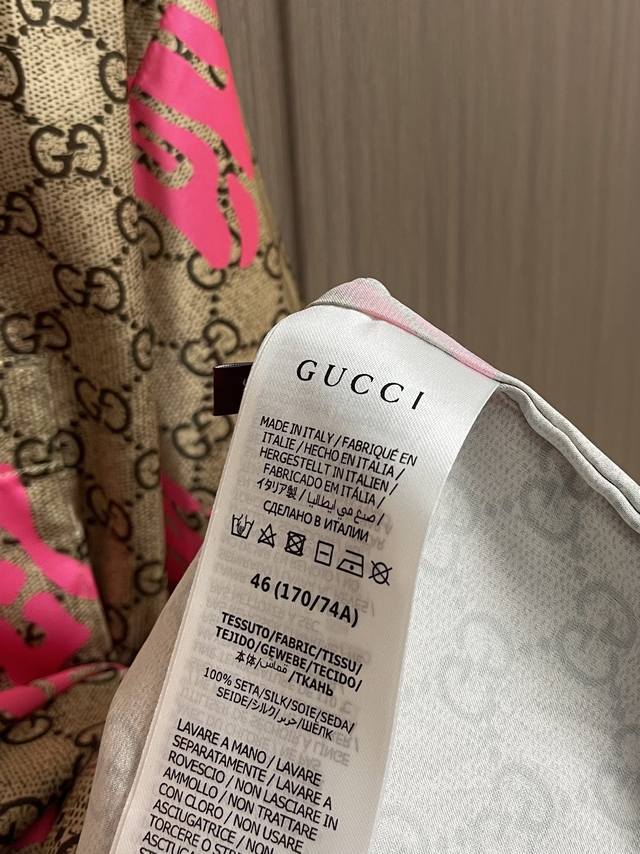 GUCCI
MADE IN ITALY / FABRIQUÉ EN
ITALIE / HECHO EN ITALIA /
HERGESTELLT IN ITALIEN /
FABRICADO EM ITÁLIA /
イタリア製 / صنع في إيطاليا /
СДЕЛАНО В ИТАЛИИ
46 (170/74A)
TESSUTO/FABRIC/TISSU/
TEJIDO/GEWEBE/TECIDO/
本体/قماش/ТКАНЬ
100% SETA/SILK/SOIE/SEDA/
SEIDE/シルク/حرير/ШЁЛК
LAVARE A MANO / LAVARE
SEPARATAMENTE / LAVARE A
ROVESCIO / NON LASCIARE IN
AMMOLLO / NON TRATTARE
CON CLORO / NON USARE
ASCIUGATRICE / NON
TORCERE O
ASCIUG